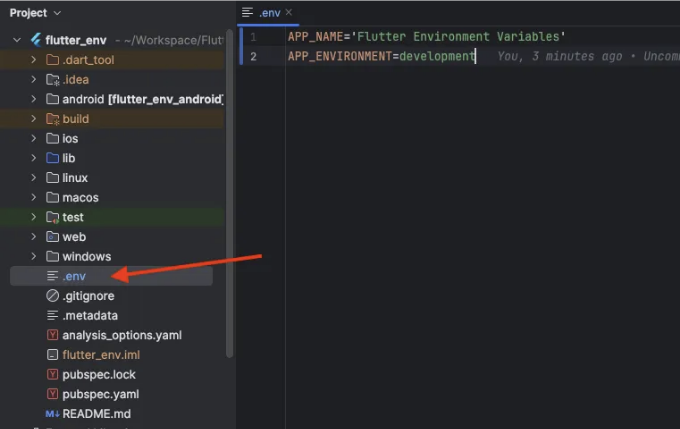 Project
.env
flutter_env ~/Workspace/Flut
.dart_tool
.idea
android [flutter_env_android]
build
ios
lib
linux
macos
test
web
windows
.env
.gitignore
.metadata
analysis_options.yaml
flutter_env.iml
pubspec.lock
pubspec.yaml
README.md
1 APP_NAME='Flutter Environment Variables'
2 APP_ENVIRONMENT=development You, 3 minutes ago • Uncomm